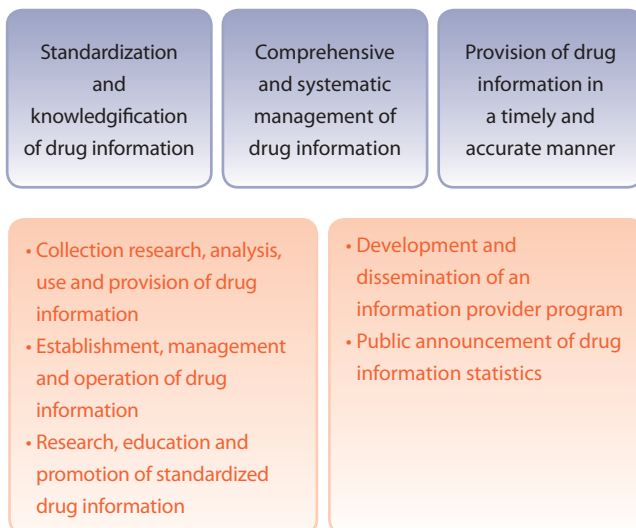 Standardization
and
knowledgification
of drug information
Comprehensive
and systematic
management of
drug information
Provision of drug
information in
a timely and
accurate manner
• Collection research, analysis,
use and provision of drug
information
• Establishment, management
and operation of drug
information
• Research, education and
promotion of standardized
drug information
• Development and
dissemination of an
information provider program
• Public announcement of drug
information statistics